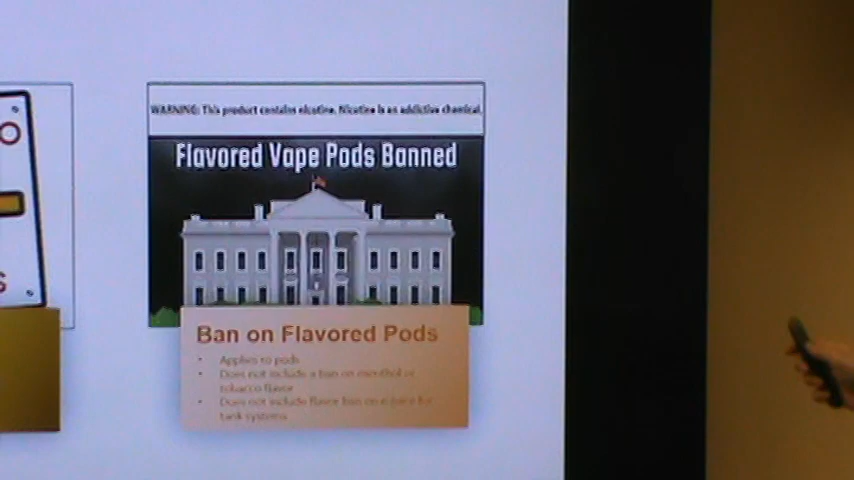 O
S
WARNING: This product contains nicotine. Nicotine is an addictive chemical.
Flavored Vape Pods Banned
Ban on Flavored Pods
• Applies to pods
• Does not include a ban on menthol or
tobacco flavor
• Does not include flavor ban on for
tank systems